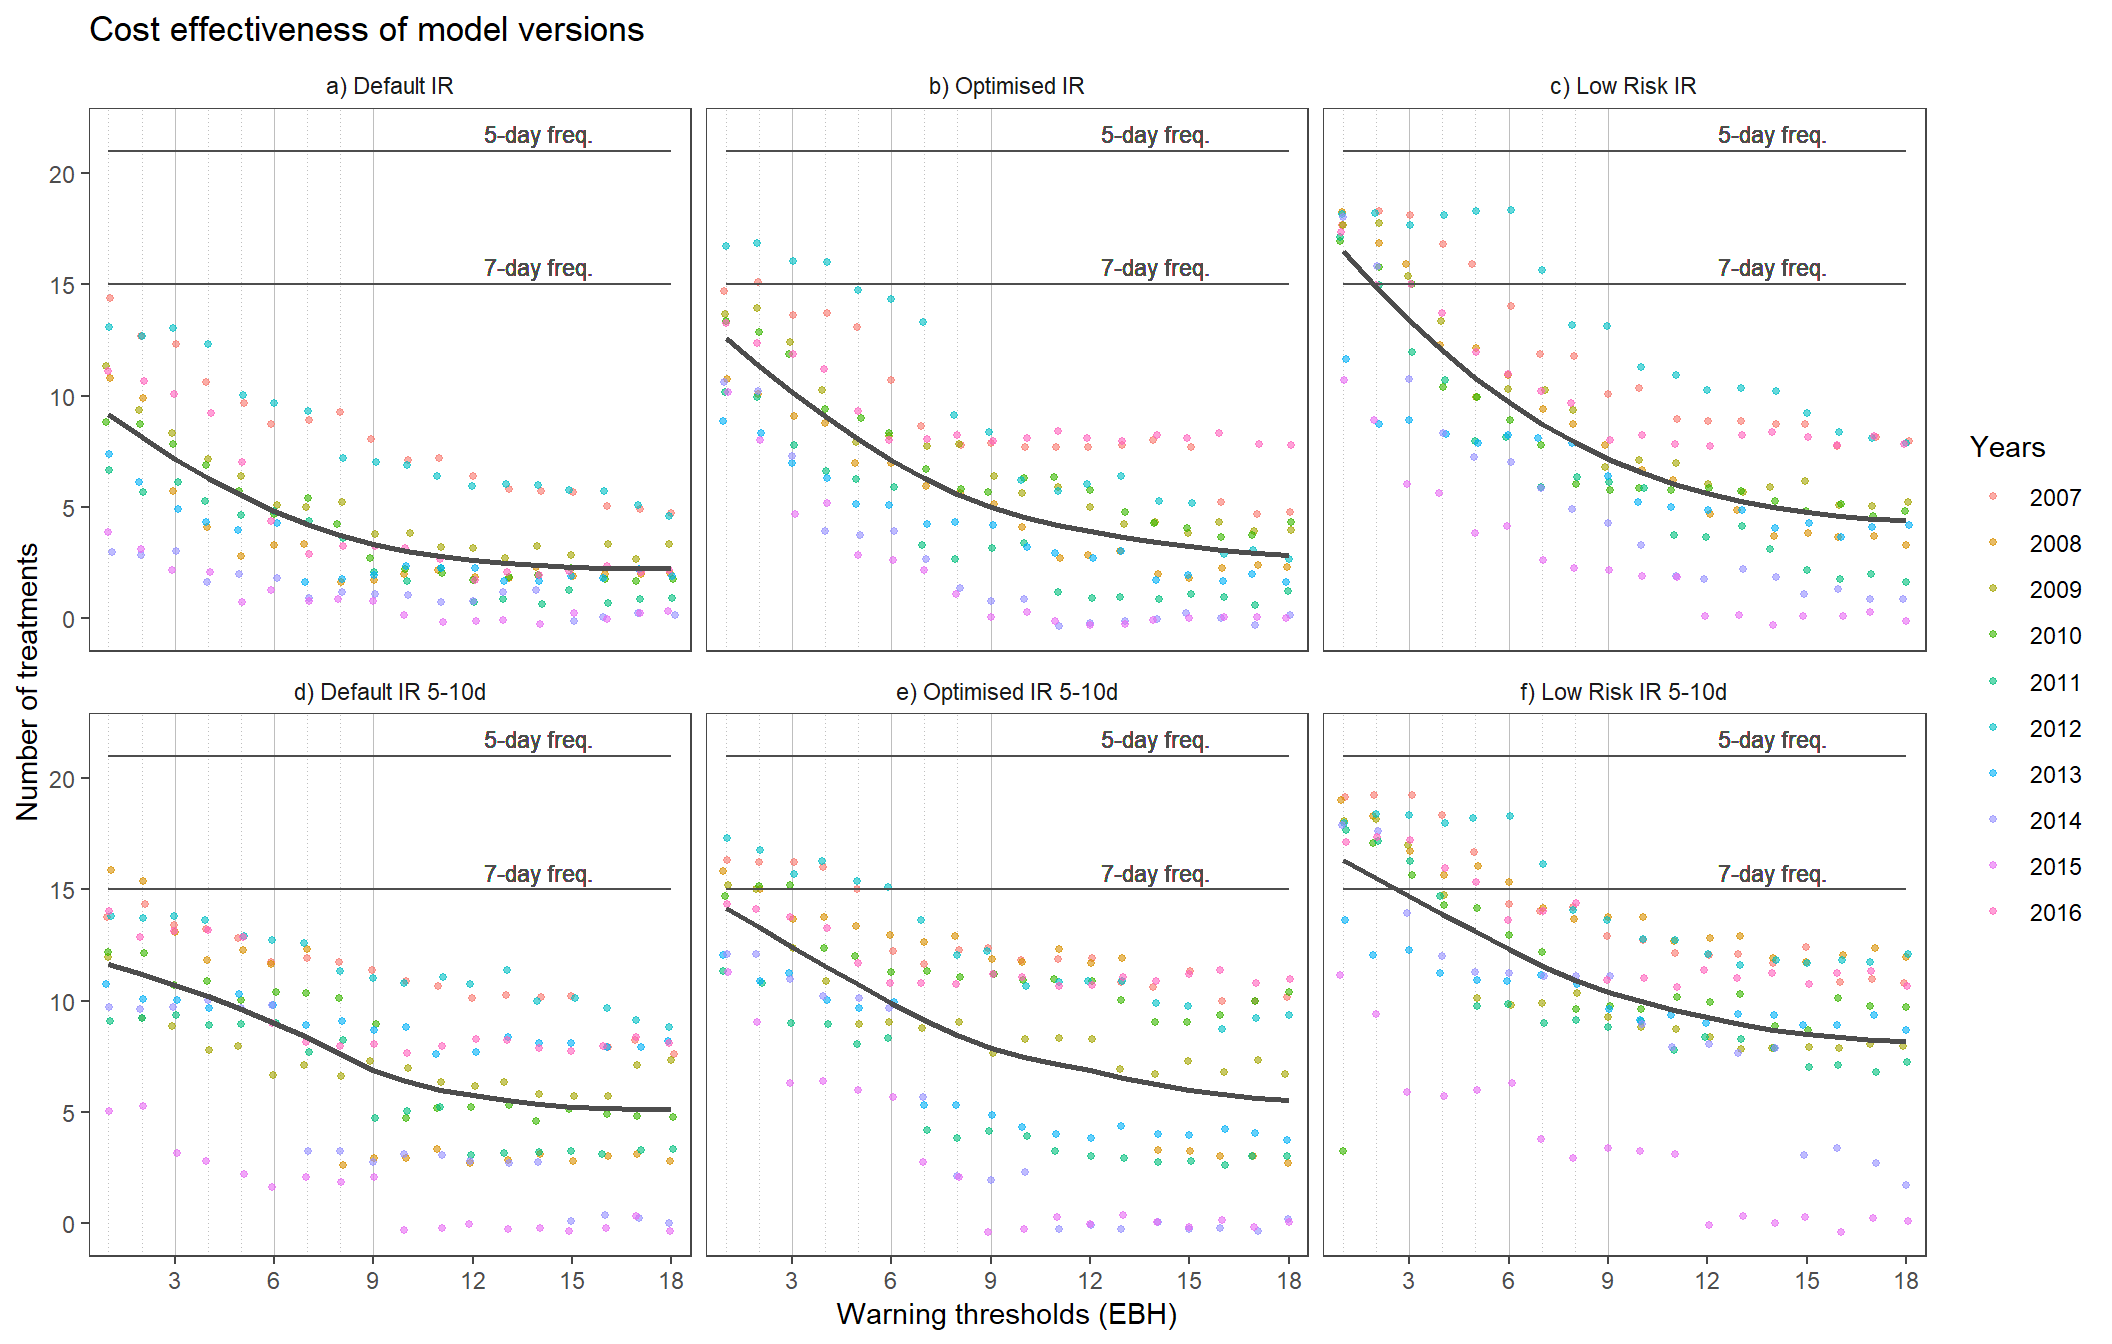 Cost effectiveness of model versions
a) Default IR
b) Optimised IR
c) Low Risk IR
5-day freq.
5-day freq.
5-day freq.
7-day freq.
7-day freq.
7-day freq.
20
15
10
5
0
d) Default IR 5-10d
e) Optimised IR 5-10d
f) Low Risk IR 5-10d
5-day freq.
5-day freq.
5-day freq.
7-day freq.
7-day freq.
7-day freq.
20
15
10
5
0
3 6 9 12 15 18
3 6 9 12 15 18
3 6 9 12 15 18
Number of treatments
Warning thresholds (EBH)
Years
2007
2008
2009
2010
2011
2012
2013
2014
2015
2016